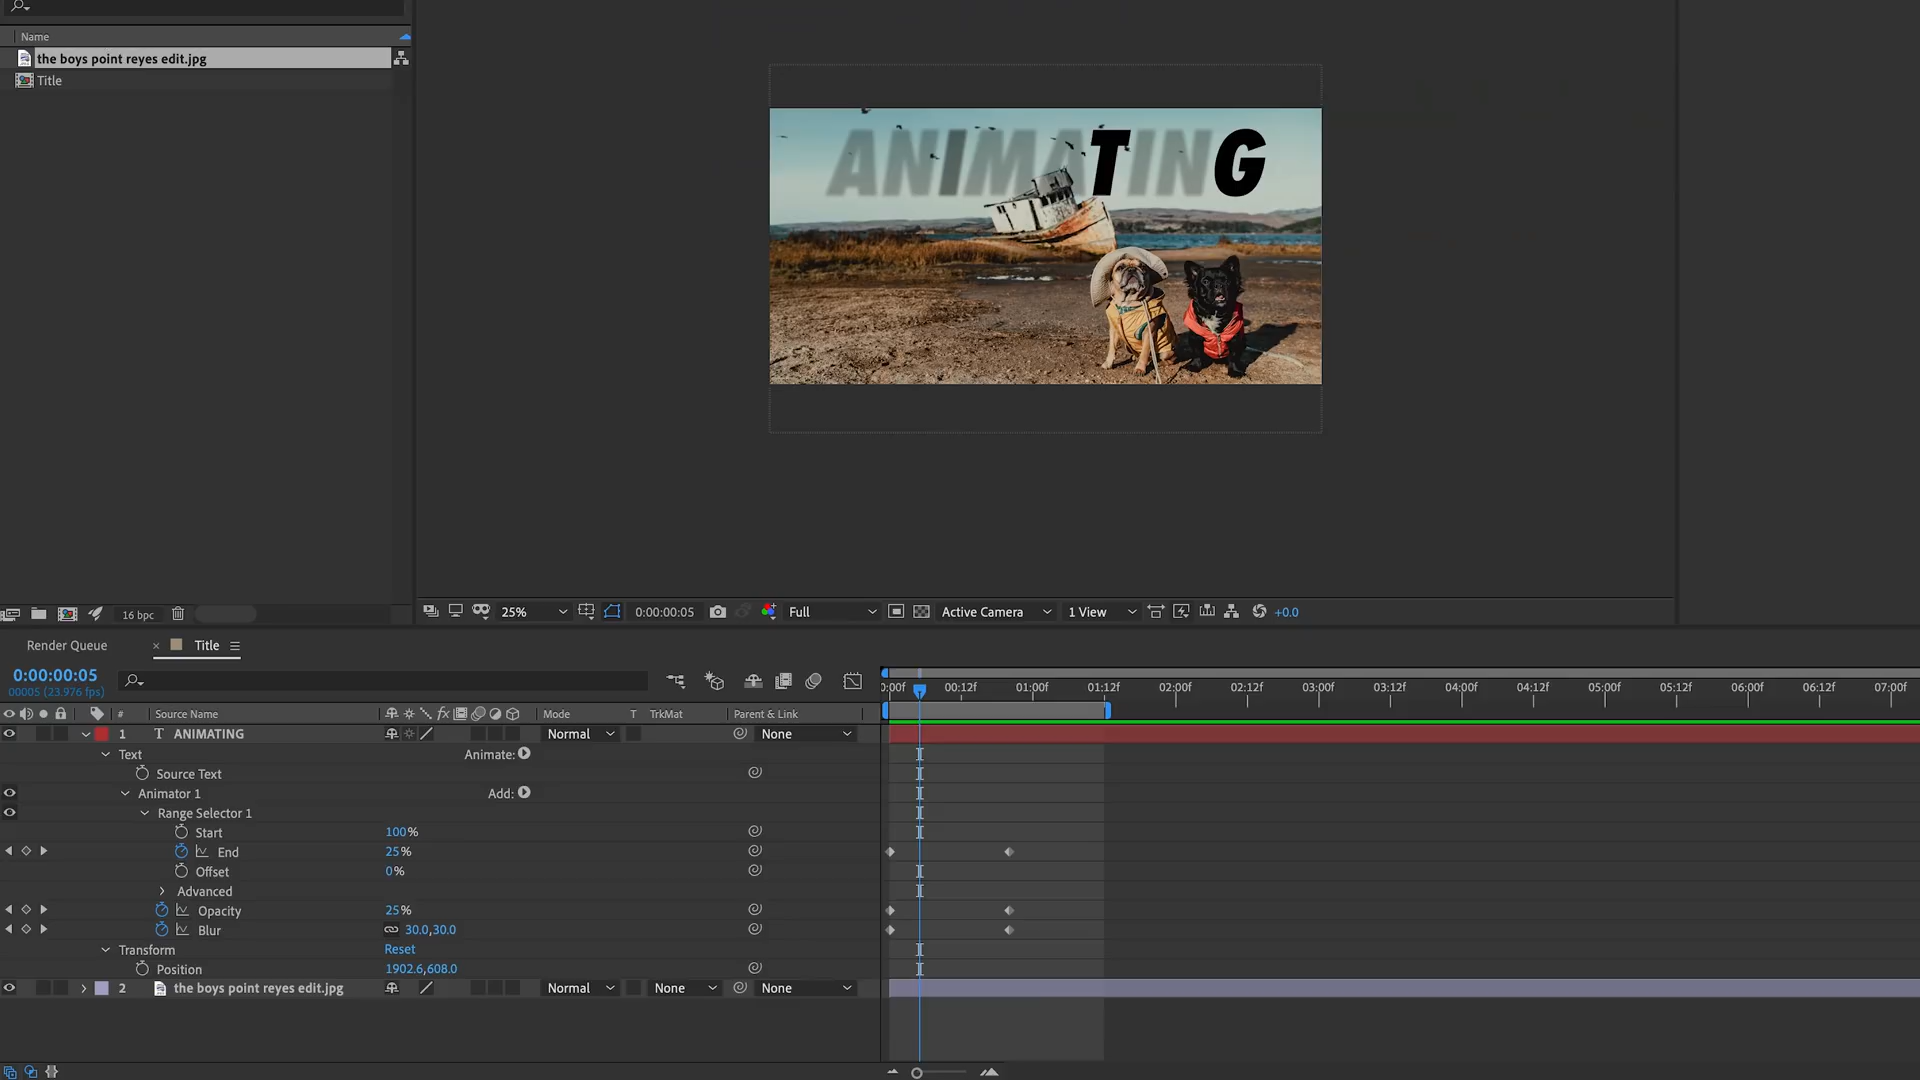 Name
the boys point reyes edit.jpg
Title
ANIMATING
16 bpc
25%
0:00:00:05
Full
Active Camera
1 View
+0.0
Render Queue
× Title
0:00:00:05
00005 (23.976 fps)
0:00f 00:12f 01:00f 01:12f 02:00f 02:12f 03:00f 03:12f 04:00f 04:12f 05:00f 05:12f 06:00f 06:12f 07:00f
# Source Name fx Mode T TrkMat Parent & Link
1 T ANIMATING Normal None
Text Animate:
Source Text
Animator 1 Add:
Range Selector 1
Start 100%
End 25%
Offset 0%
Advanced
Opacity 25%
Blur 30.0,30.0
Transform Reset
Position 1902.6,608.0
2 the boys point reyes edit.jpg Normal None None